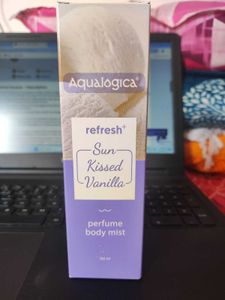 Aqualogica®
refresh+
Sun
Kissed
Vanilla
perfume
body mist